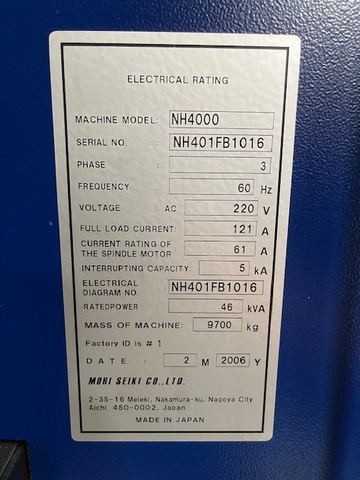 ELECTRICAL RATING
MACHINE MODEL: NH4000
SERIAL NO. : NH401FB1016
PHASE : 3
FREQUENCY : 60 Hz
VOLTAGE : AC 220 V
FULL LOAD CURRENT: 121 A
CURRENT RATING OF
THE SPINDLE MOTOR : 61 A
INTERRUPTING CAPACITY: 5 kA
ELECTRICAL
DIAGRAM NO. : NH401FB1016
RATEDPOWER : 46 kVA
MASS OF MACHINE: 9700 kg
Factory ID is # 1
DATE : 2 M 2006 Y
MORI SEIKI CO.,LTD.
2-35-16 Meieki, Nakamura-ku, Nagoya City
Aichi 450-0002, Japan
MADE IN JAPAN